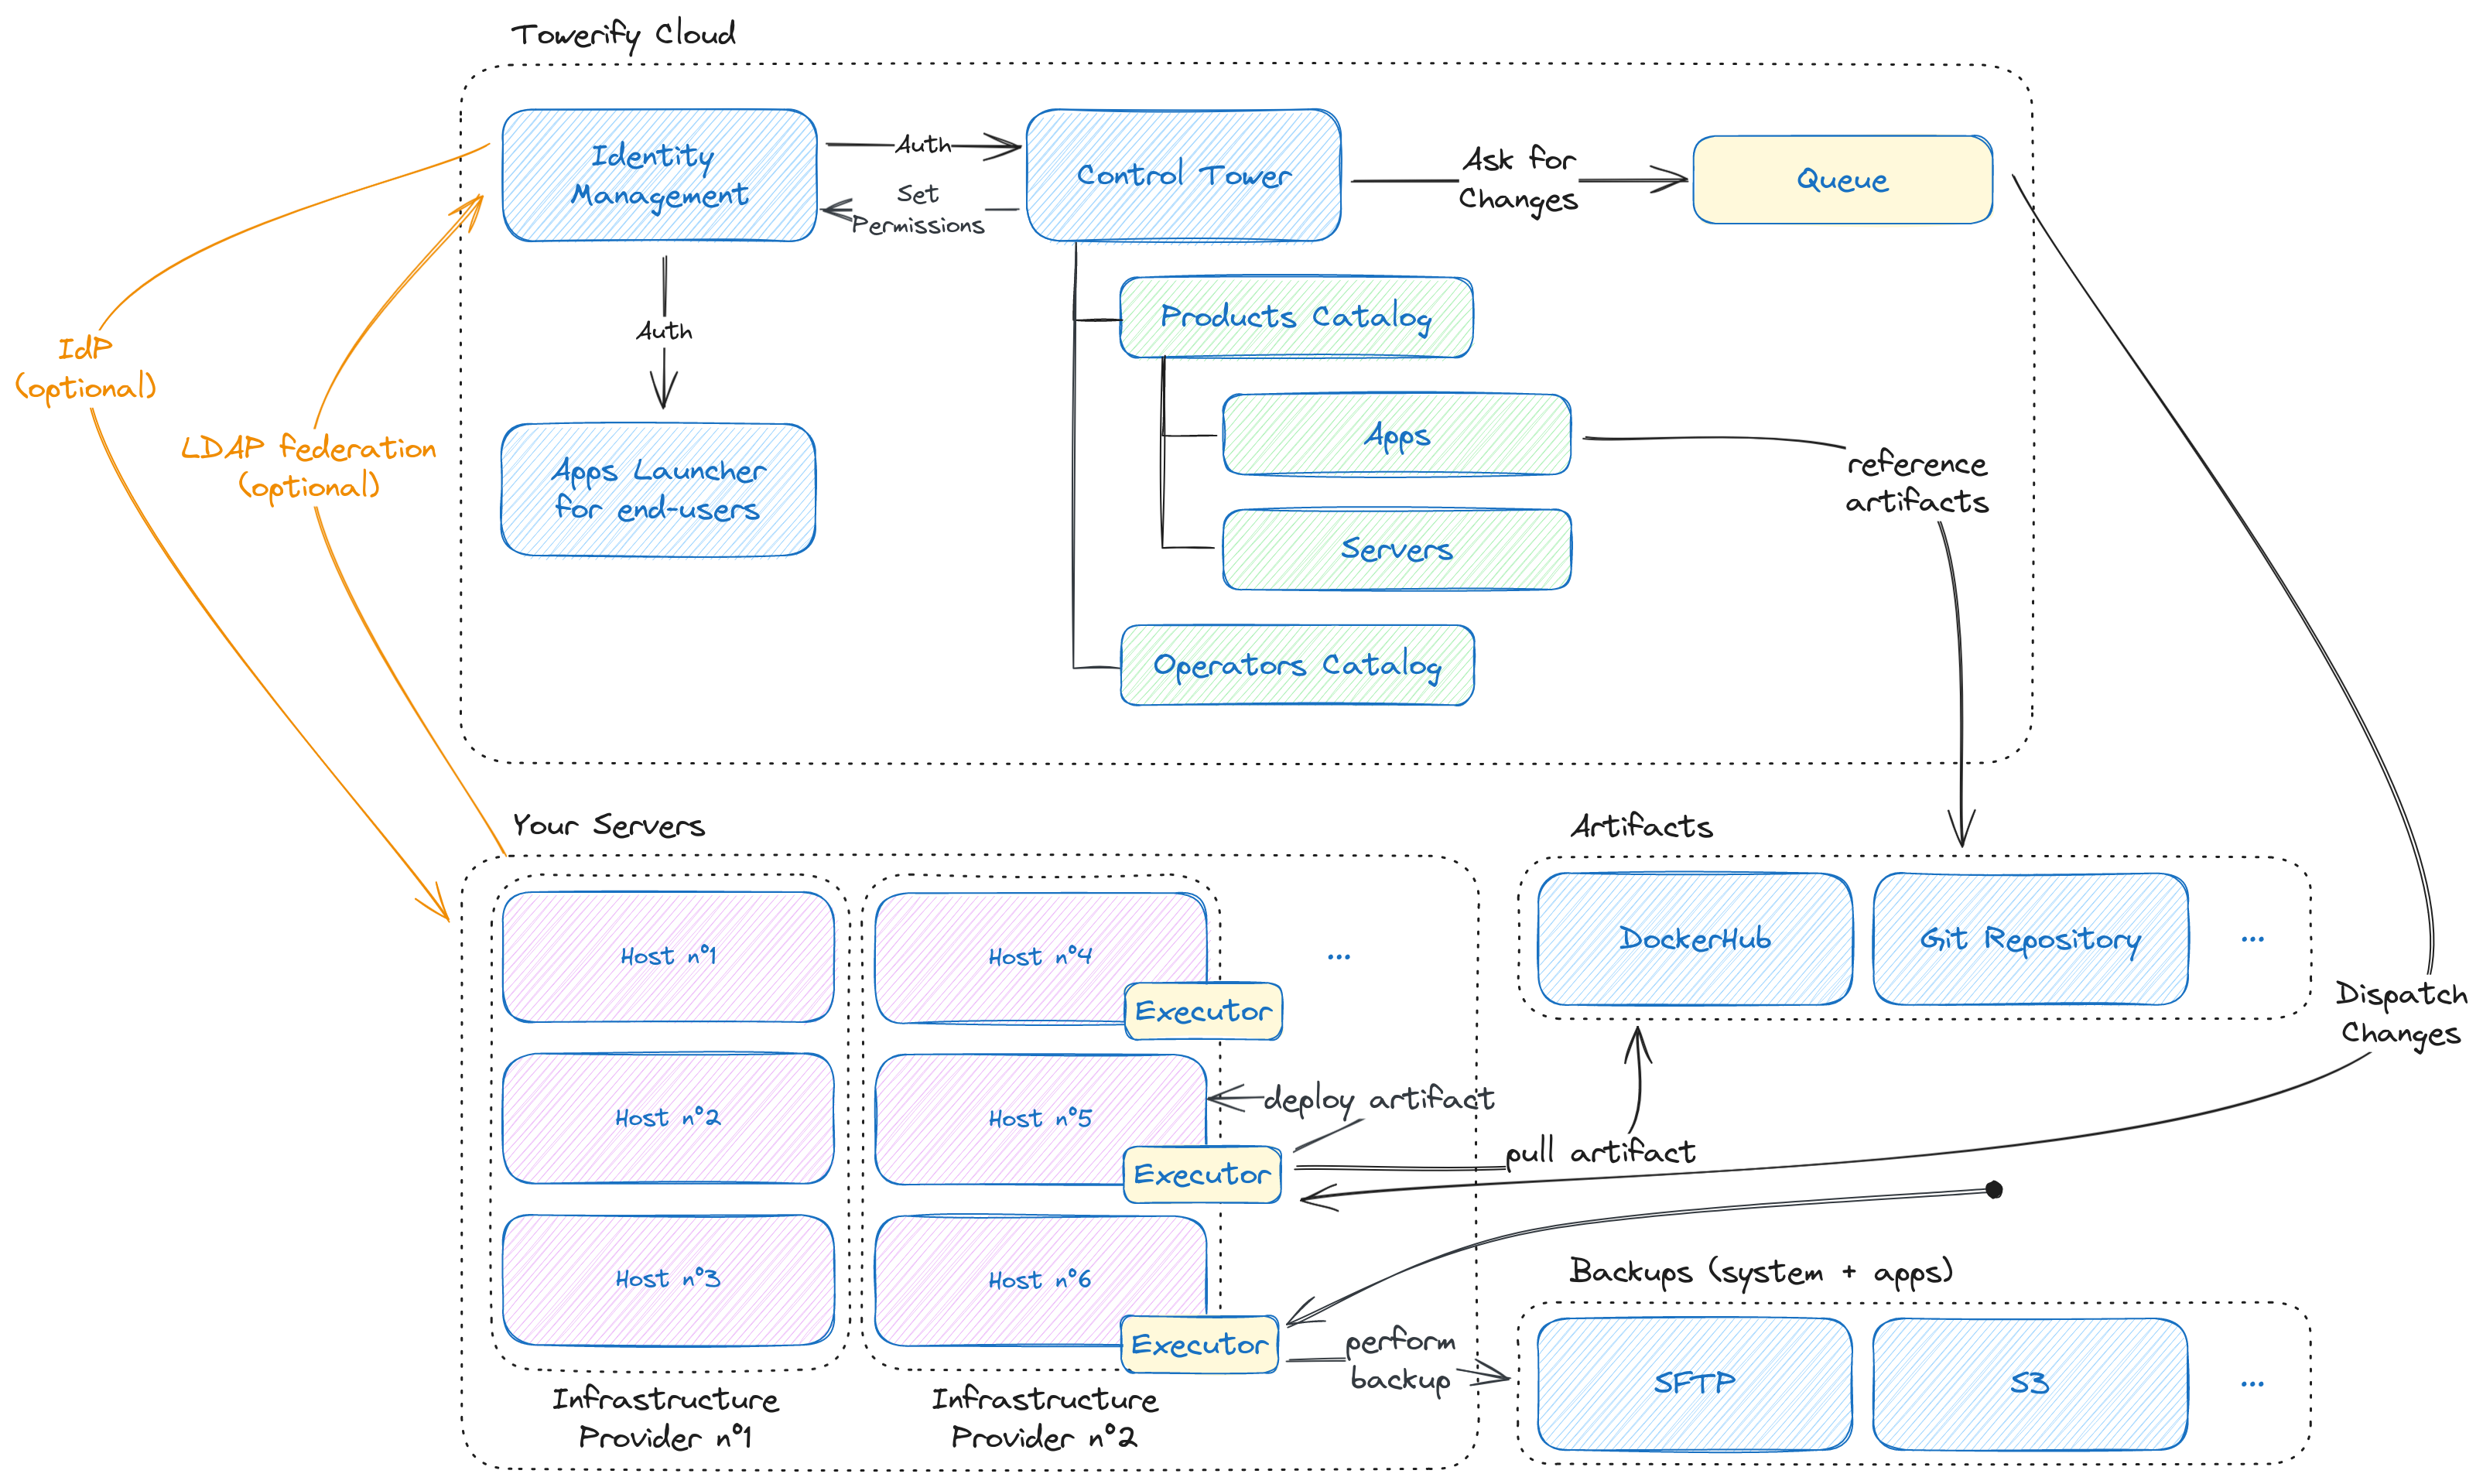 Towerify Cloud
Identity
Management
Auth
Set
Permissions
Control Tower
Ask for
Changes
Queue
Auth
Products Catalog
IdP
(optional)
LDAP federation
(optional)
Apps Launcher
for end-users
Apps
reference
artifacts
Servers
Operators Catalog
Your Servers
Artifacts
Host n°1
Host n°4
...
Executor
DockerHub
Git Repository
...
Dispatch
Changes
Host n°2
Host n°5
deploy artifact
Executor
pull artifact
Host n°3
Host n°6
Executor
perform
backup
Backups (system + apps)
SFTP
S3
...
Infrastructure
Provider n°1
Infrastructure
Provider n°2